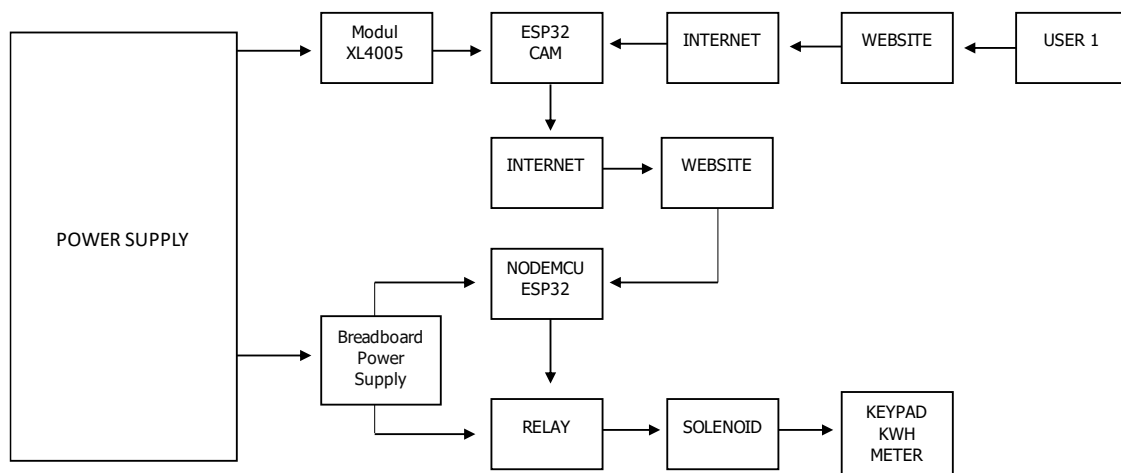 Modul
XL4005
ESP32
CAM
INTERNET
WEBSITE
USER 1
INTERNET
WEBSITE
POWER SUPPLY
NODEMCU
ESP32
Breadboard
Power
Supply
RELAY
SOLENOID
KEYPAD
KWH
METER